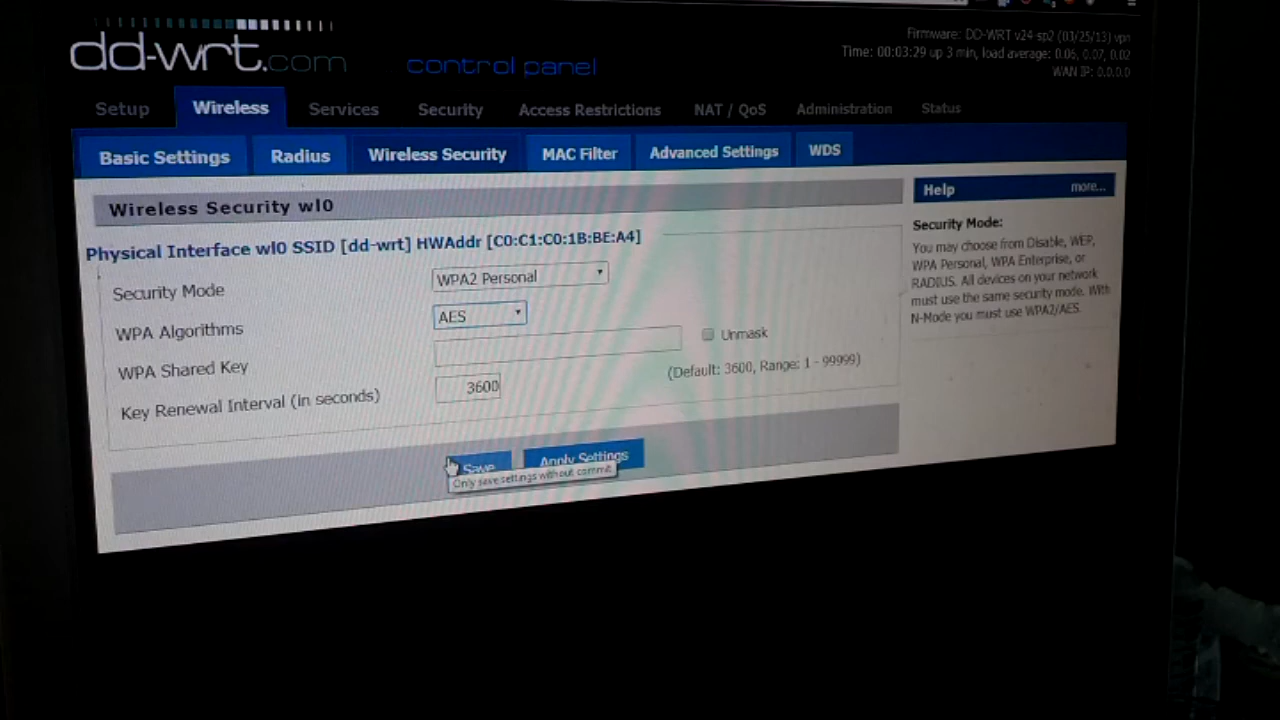 dd-wrt.com
control panel
Firmware: DD-WRT v24-sp2 (03/25/13) vpn
Time: 00:03:29 up 3 min, load average: 0.06, 0.07, 0.02
WAN IP: 0.0.0.0
Setup Wireless Services Security Access Restrictions NAT / QoS Administration Status
Basic Settings Radius Wireless Security MAC Filter Advanced Settings WDS
Wireless Security wl0
Physical Interface wl0 SSID [dd-wrt] HWAddr [C0:C1:C0:1B:BE:A4]
Security Mode WPA2 Personal
WPA Algorithms AES
WPA Shared Key Unmask
Key Renewal Interval (in seconds) 3600 (Default: 3600, Range: 1 - 99999)
Save Apply Settings
Only save settings without commit
Help more...
Security Mode:
You may choose from Disable, WEP,
WPA Personal, WPA Enterprise, or
RADIUS. All devices on your network
must use the same security mode. With
N-Mode you must use WPA2/AES.